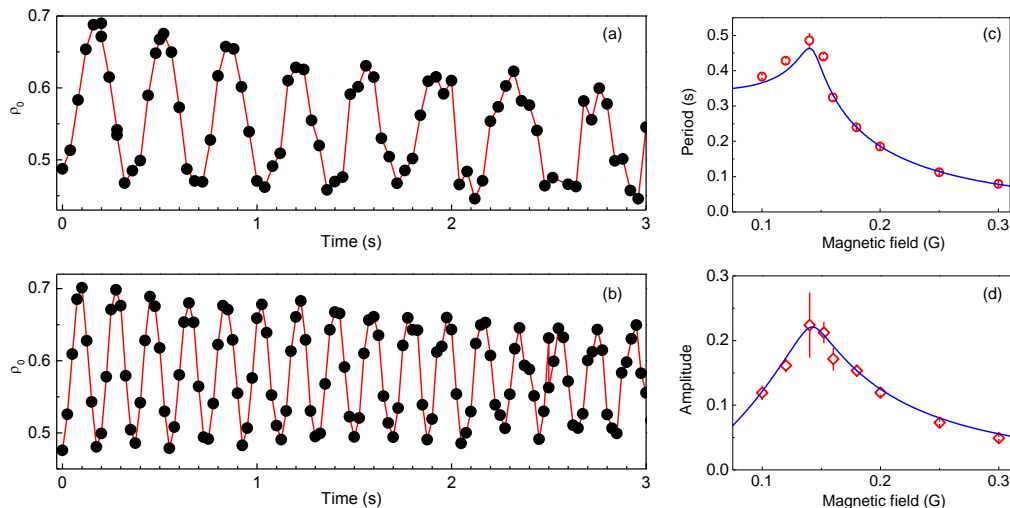 (a)
0.7
0.6
0.5
ρ0
0 1 2 3
Time (s)
(b)
0.7
0.6
0.5
ρ0
0 1 2 3
Time (s)
(c)
0.5
0.4
0.3
0.2
0.1
0.0
Period (s)
0.1 0.2 0.3
Magnetic field (G)
(d)
0.3
0.2
0.1
0.0
Amplitude
0.1 0.2 0.3
Magnetic field (G)